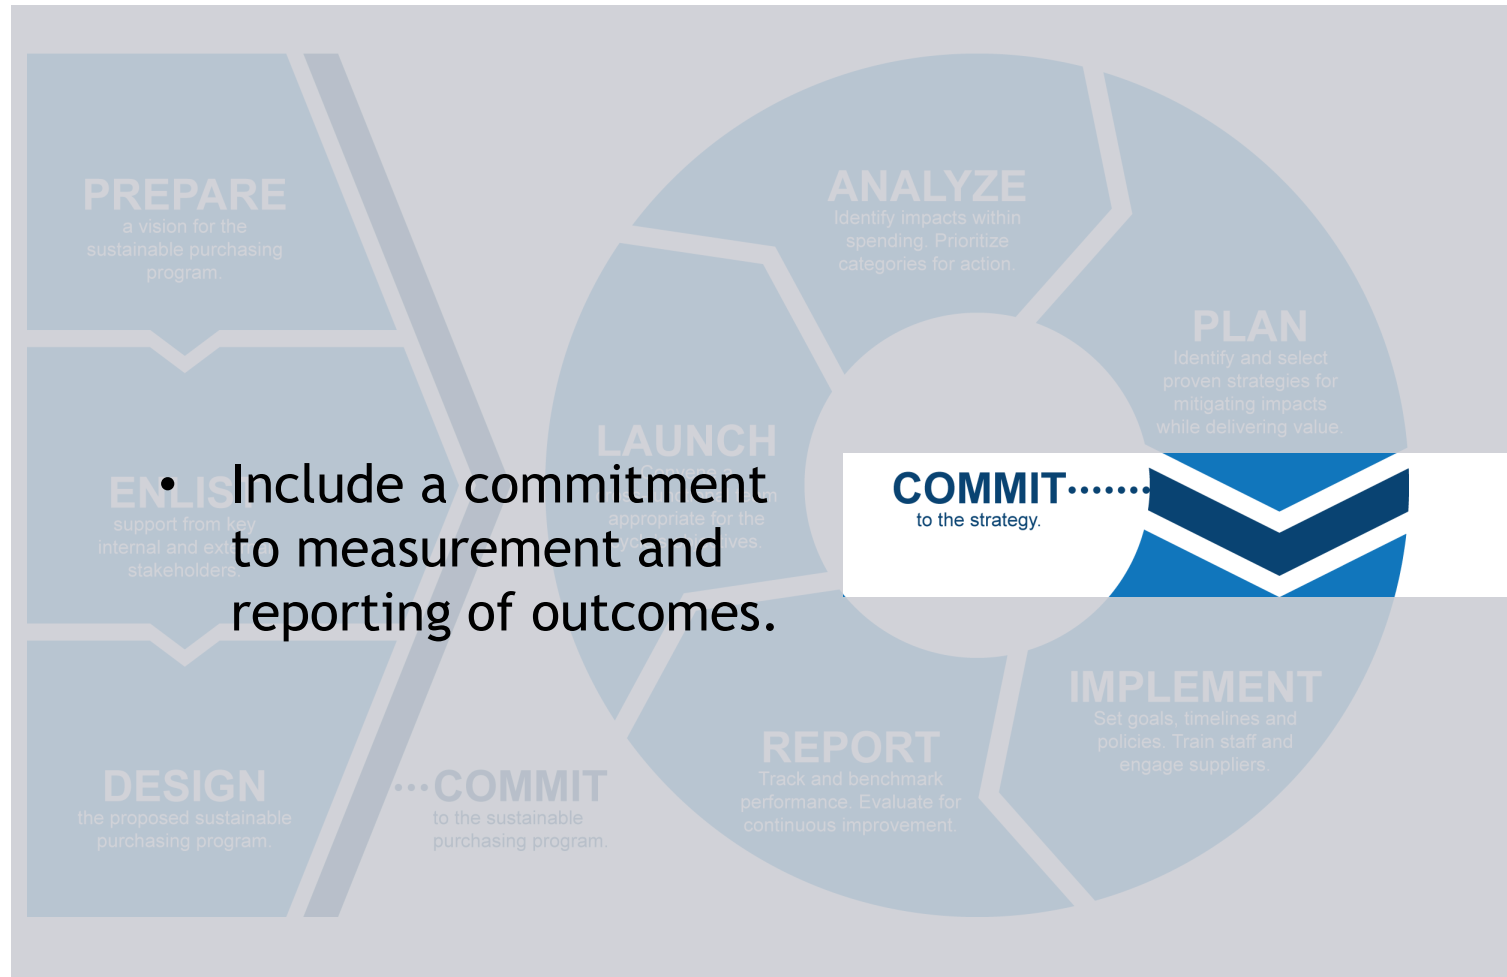 PREPARE
a vision for the
sustainable purchasing
program.
ENLIST
support from key
internal and external
stakeholders.
DESIGN
the proposed sustainable
purchasing program.
COMMIT
to the sustainable
purchasing program.
• Include a commitment
to measurement and
reporting of outcomes.
LAUNCH
appropriate for the
ANALYZE
Identify impacts within
spending. Prioritize
categories for action.
PLAN
Identify and select
proven strategies for
mitigating impacts
while delivering value.
COMMIT
to the strategy.
IMPLEMENT
Set goals, timelines and
policies. Train staff and
engage suppliers.
REPORT
Track and benchmark
performance. Evaluate for
continuous improvement.